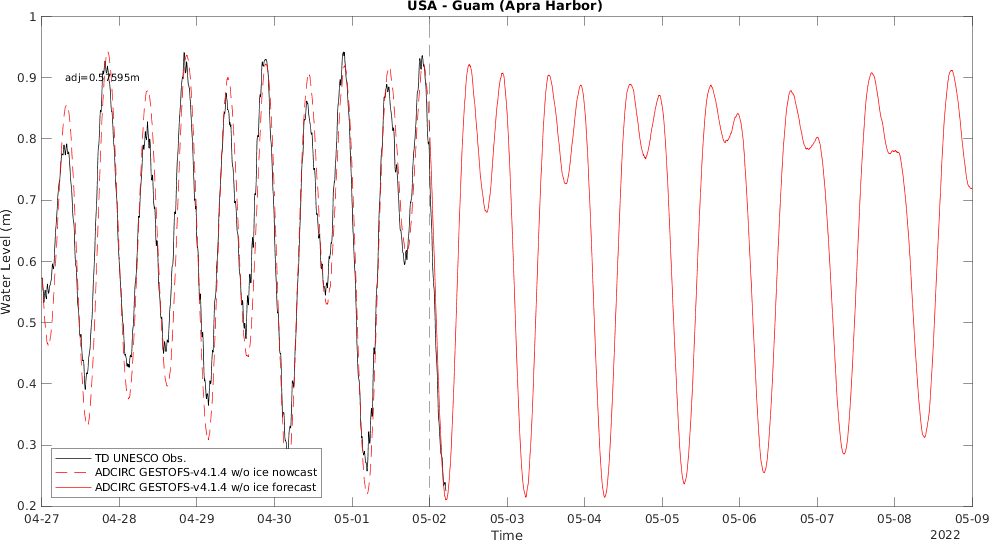 USA - Guam (Apra Harbor)
1
0.9
0.8
0.7
0.6
0.5
0.4
0.3
0.2
Water Level (m)
adj=0.57595m
TD UNESCO Obs.
ADCIRC GESTOFS-v4.1.4 w/o ice nowcast
ADCIRC GESTOFS-v4.1.4 w/o ice forecast
04-27 04-28 04-29 04-30 05-01 05-02 05-03 05-04 05-05 05-06 05-07 05-08 05-09
Time
2022